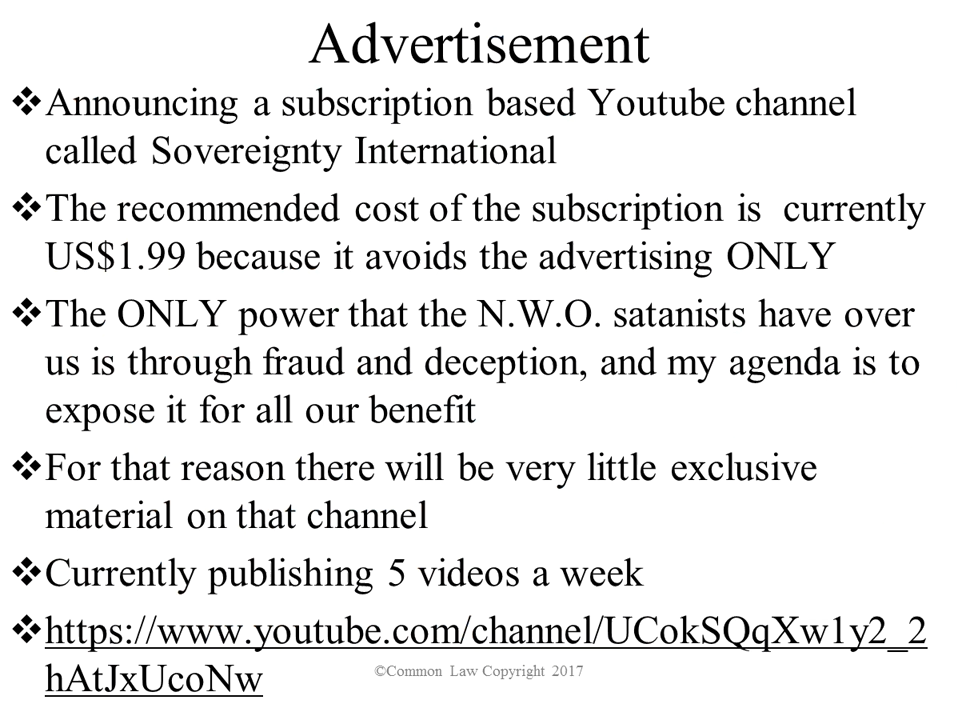 Advertisement
❖Announcing a subscription based Youtube channel
called Sovereignty International
❖The recommended cost of the subscription is  currently
US$1.99 because it avoids the advertising ONLY
❖The ONLY power that the N.W.O. satanists have over
us is through fraud and deception, and my agenda is to
expose it for all our benefit
❖For that reason there will be very little exclusive
material on that channel
❖Currently publishing 5 videos a week
❖https://www.youtube.com/channel/UCokSQqXw1y2_2
hAtJxUcoNw
©Common Law Copyright 2017